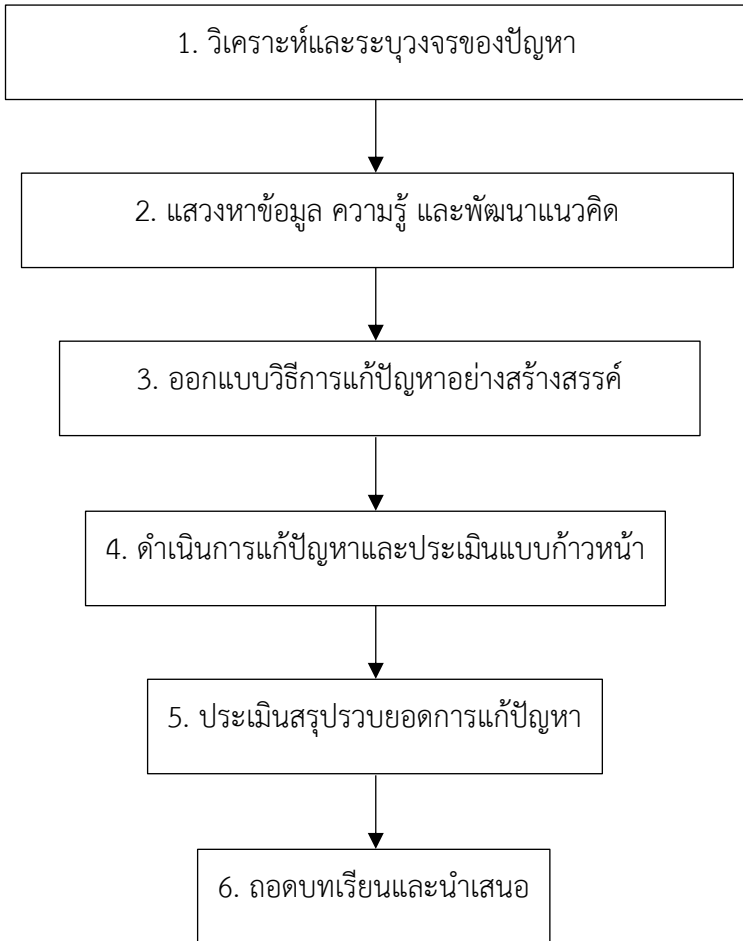 1. วิเคราะห์และระบุวงจรของปัญหา
2. แสวงหาข้อมูล ความรู้ และพัฒนาแนวคิด
3. ออกแบบวิธีการแก้ปัญหาอย่างสร้างสรรค์
4. ดำเนินการแก้ปัญหาและประเมินแบบก้าวหน้า
5. ประเมินสรุปรวบยอดการแก้ปัญหา
6. ถอดบทเรียนและนำเสนอ